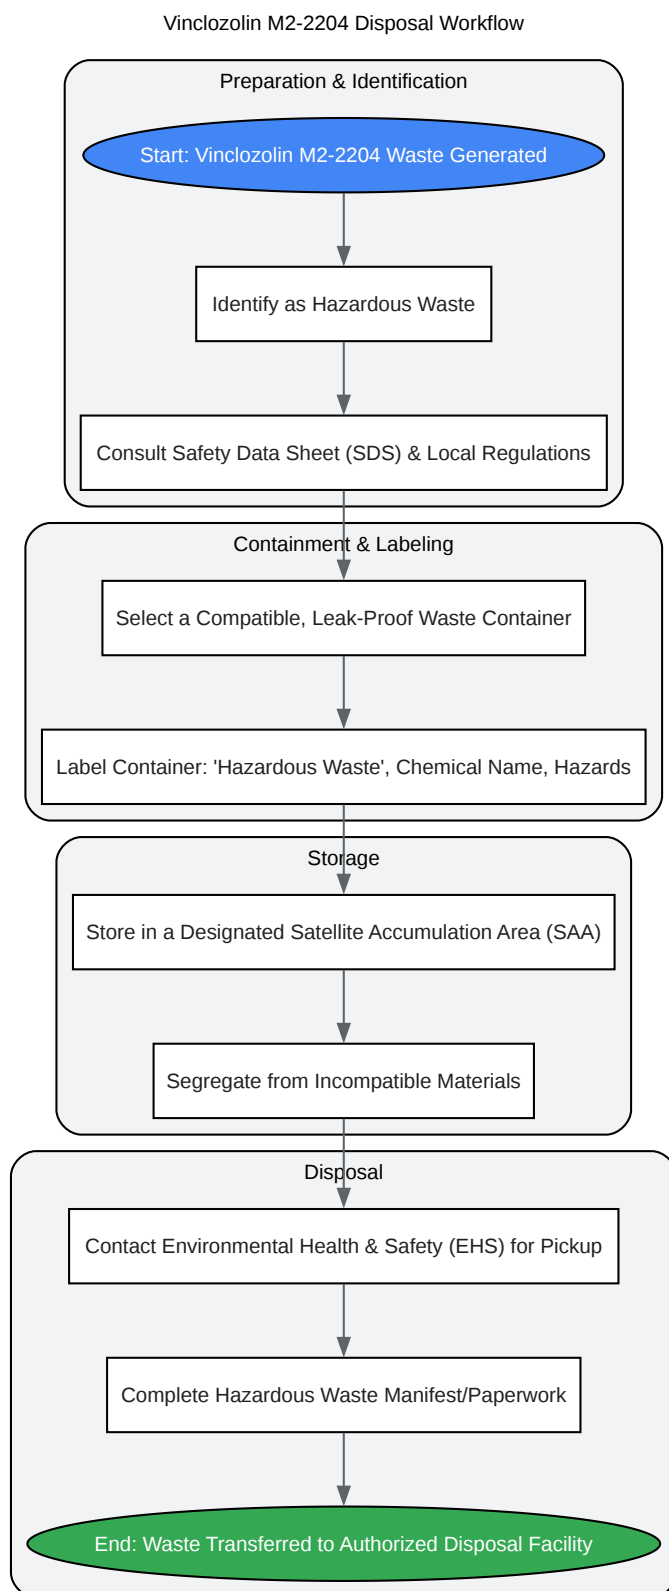 Vinclozolin M2-2204 Disposal Workflow
Preparation & Identification
Start: Vinclozolin M2-2204 Waste Generated
Identify as Hazardous Waste
Consult Safety Data Sheet (SDS) & Local Regulations
Containment & Labeling
Select a Compatible, Leak-Proof Waste Container
Label Container: 'Hazardous Waste', Chemical Name, Hazards
Storage
Store in a Designated Satellite Accumulation Area (SAA)
Segregate from Incompatible Materials
Disposal
Contact Environmental Health & Safety (EHS) for Pickup
Complete Hazardous Waste Manifest/Paperwork
End: Waste Transferred to Authorized Disposal Facility